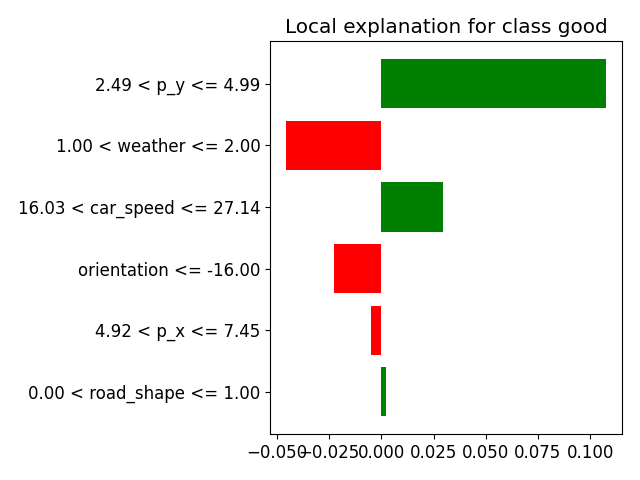 Local explanation for class good
2.49 < p_y <= 4.99
1.00 < weather <= 2.00
16.03 < car_speed <= 27.14
orientation <= -16.00
4.92 < p_x <= 7.45
0.00 < road_shape <= 1.00
−0.050 −0.025 0.000 0.025 0.050 0.075 0.100